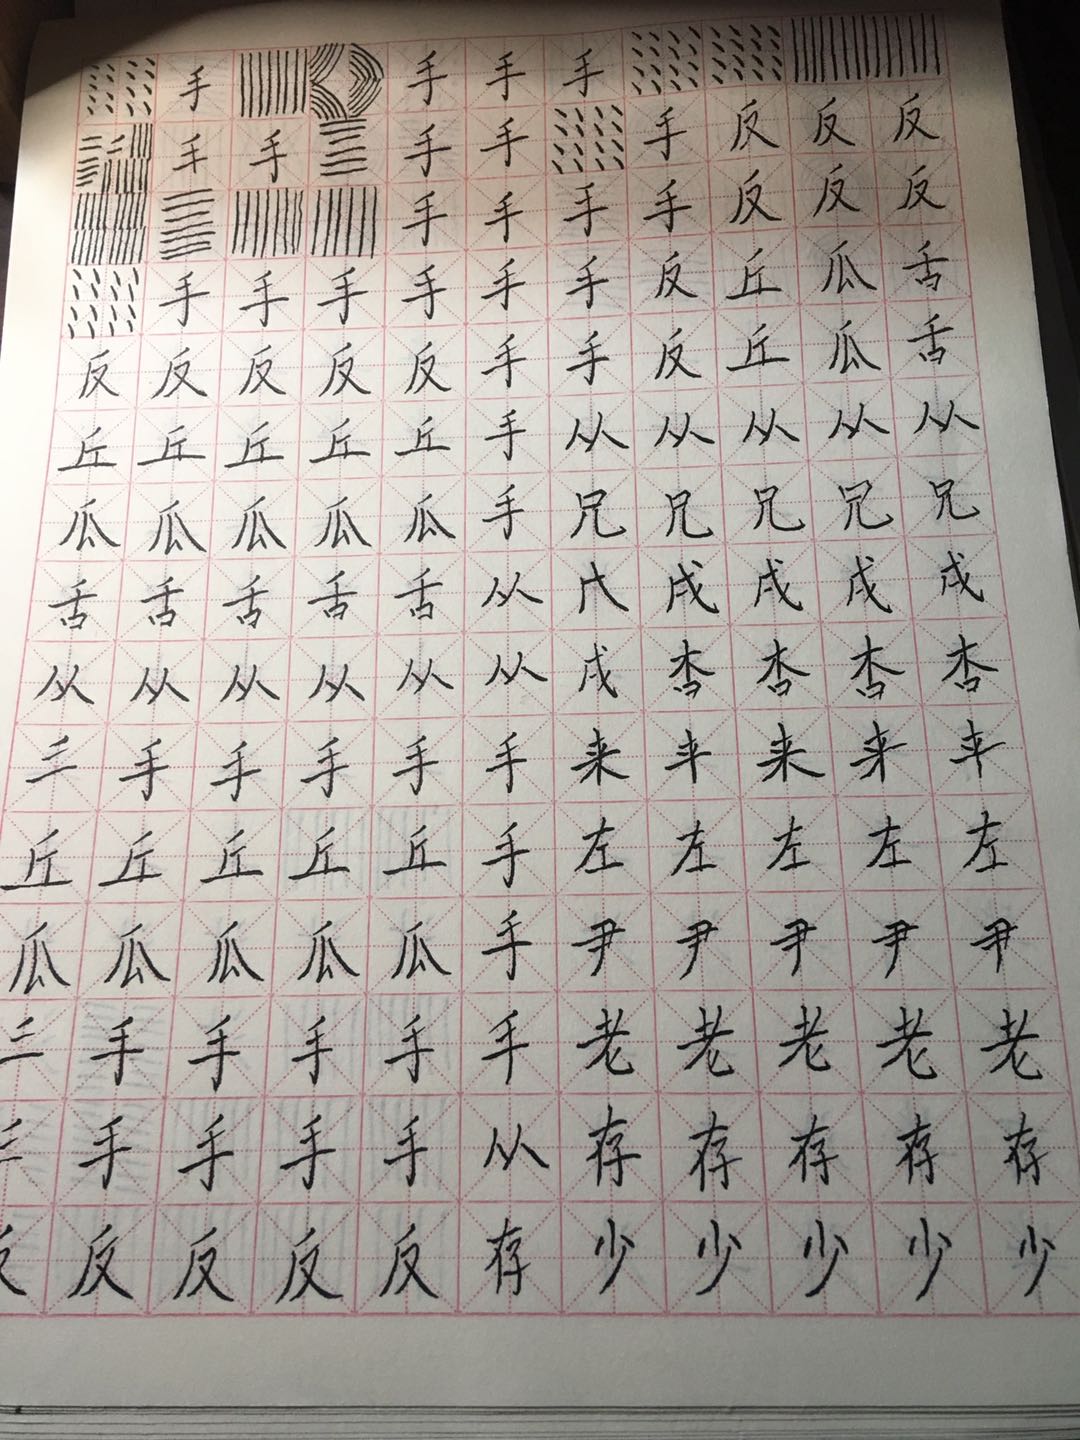 手 手 手 手
手 手 手 手 手 反 反 反
手 手 手 手 反 反 反
手 手 手 手 手 手 反 丘 瓜 舌
反 反 反 反 反 手 手 反 丘 瓜 舌
丘 丘 丘 丘 丘 手 从 从 从 从 从
瓜 瓜 瓜 瓜 瓜 手 兄 兄 兄 兄 兄
舌 舌 舌 舌 舌 从 戌 戌 戌 戌
从 从 从 从 从 从 戌 杏 杏 杏 杏
三 手 手 手 手 手 来 来
丘 丘 丘 丘 丘 手 左 左 左 左 左
瓜 瓜 瓜 瓜 瓜 手 尹 尹 尹 尹 尹
三 手 手 手 手 手 老 老 老 老 老
手 手 手 手 从 存 存 存 存 存
反 反 反 反 反 存 少 少 少 少 少